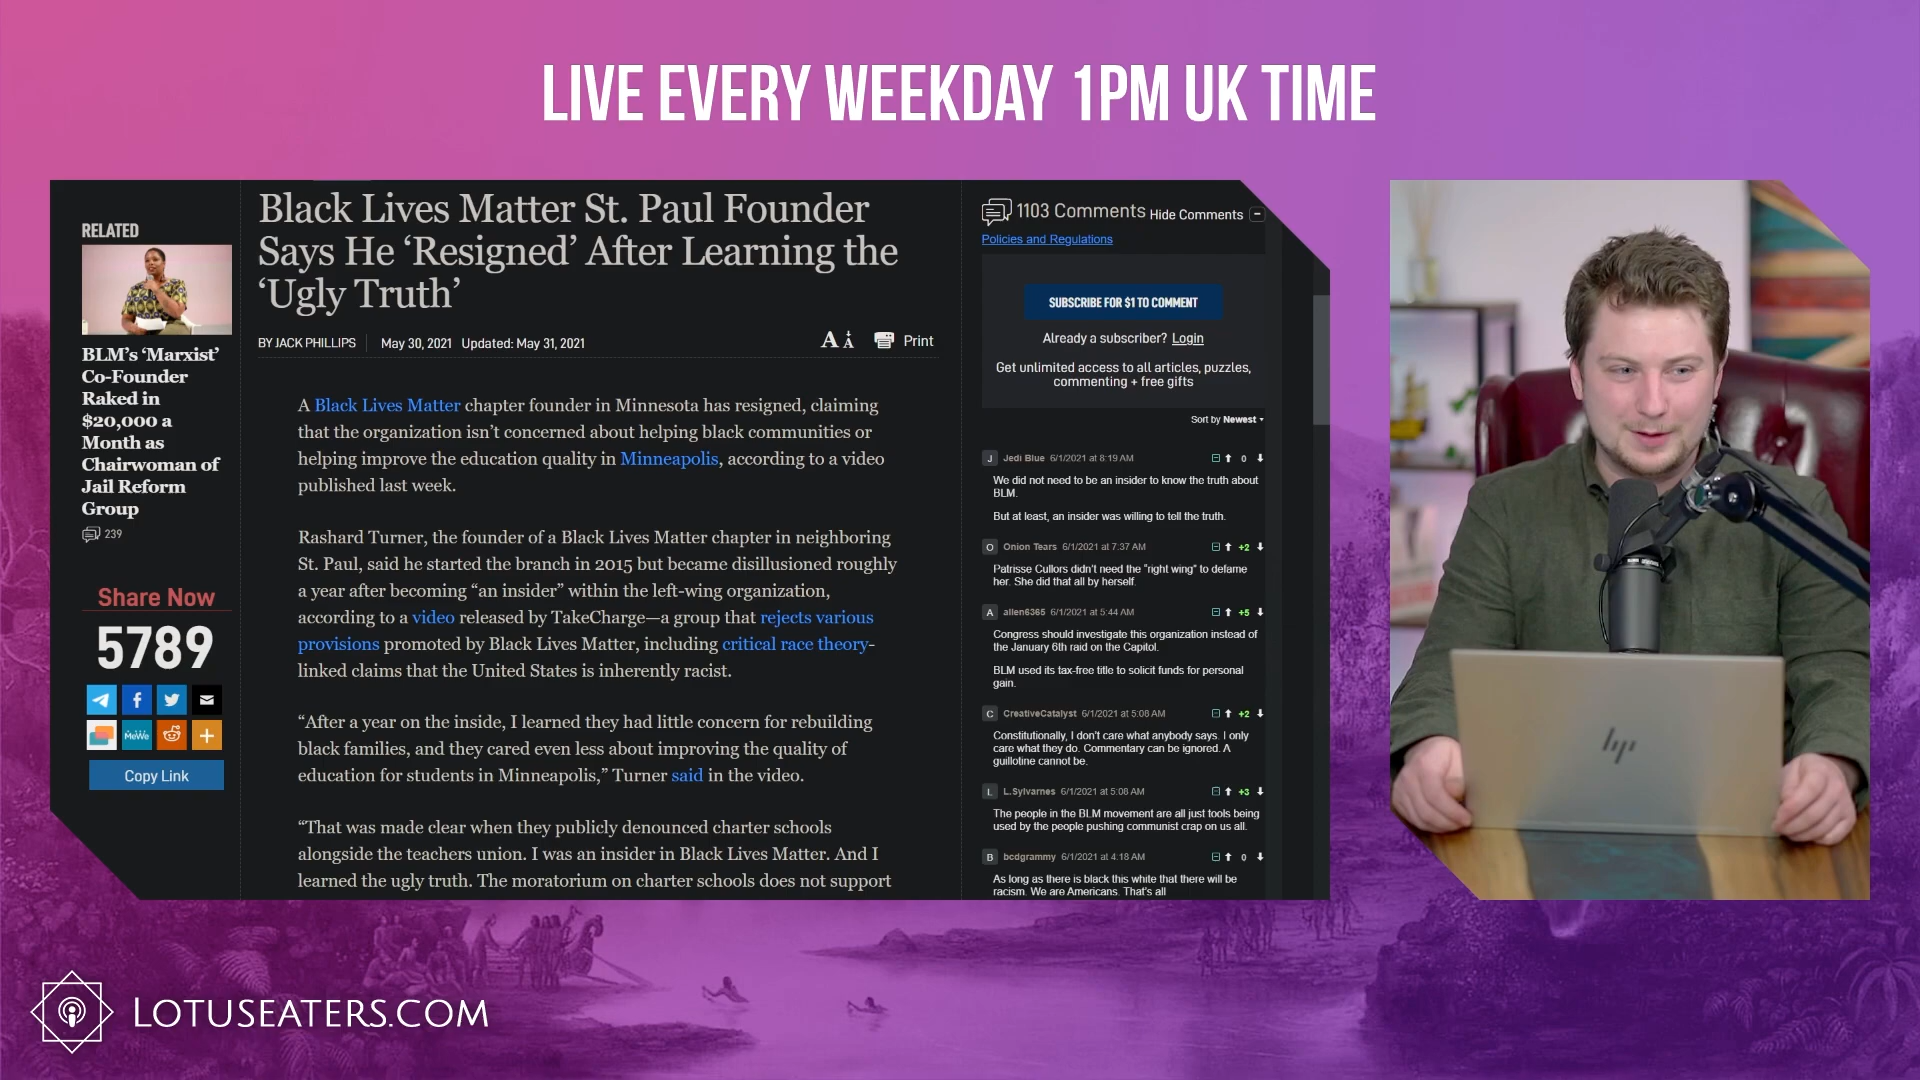 LIVE EVERY WEEKDAY 1PM UK TIME
RELATED
BLM's 'Marxist'
Co-Founder
Raked in
$20,000 a
Month as
Chairwoman of
Jail Reform
Group
239
Share Now
5789
MeWe
Copy Link
Black Lives Matter St. Paul Founder
Says He 'Resigned' After Learning the
'Ugly Truth'
BY JACK PHILLIPS May 30, 2021 Updated: May 31, 2021 A A Print
A Black Lives Matter chapter founder in Minnesota has resigned, claiming
that the organization isn't concerned about helping black communities or
helping improve the education quality in Minneapolis, according to a video
published last week.
Rashard Turner, the founder of a Black Lives Matter chapter in neighboring
St. Paul, said he started the branch in 2015 but became disillusioned roughly
a year after becoming “an insider” within the left-wing organization,
according to a video released by TakeCharge—a group that rejects various
provisions promoted by Black Lives Matter, including critical race theory-
linked claims that the United States is inherently racist.
“After a year on the inside, I learned they had little concern for rebuilding
black families, and they cared even less about improving the quality of
education for students in Minneapolis,” Turner said in the video.
“That was made clear when they publicly denounced charter schools
alongside the teachers union. I was an insider in Black Lives Matter. And I
learned the ugly truth. The moratorium on charter schools does not support
1103 Comments Hide Comments
Policies and Regulations
SUBSCRIBE FOR $1 TO COMMENT
Already a subscriber? Login
Get unlimited access to all articles, puzzles,
commenting + free gifts
Sort by Newest
J Jedi Blue 6/1/2021 at 8:19 AM 0
We did not need to be an insider to know the truth about
BLM.
But at least, an insider was willing to tell the truth.
O Onion Tears 6/1/2021 at 7:37 AM +2
Patrisse Cullors didn't need the "right wing" to defame
her. She did that all by herself.
A allen6365 6/1/2021 at 5:44 AM +5
Congress should investigate this organization instead of
the January 6th raid on the Capitol.
BLM used its tax-free title to solicit funds for personal
gain.
C CreativeCatalyst 6/1/2021 at 5:08 AM +2
Constitutionally, I don't care what anybody says. I only
care what they do. Commentary can be ignored. A
guillotine cannot be.
L L.Sylvarnes 6/1/2021 at 5:08 AM +3
The people in the BLM movement are all just tools being
used by the people pushing communist crap on us all.
B bcdgrammy 6/1/2021 at 4:18 AM 0
As long as there is black this white that there will be
racism. We are Americans. That's all
hp
LOTUSEATERS.COM